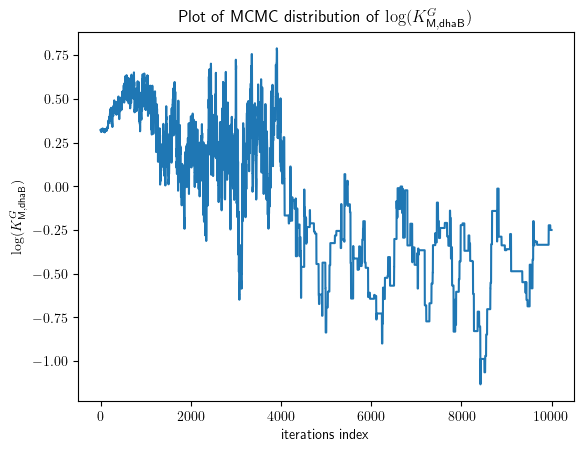 Plot of MCMC distribution of log(K^G_M,dhaB)
0.75
0.50
0.25
0.00
−0.25
−0.50
−0.75
−1.00
log(K^G_M,dhaB)
0 2000 4000 6000 8000 10000
iterations index